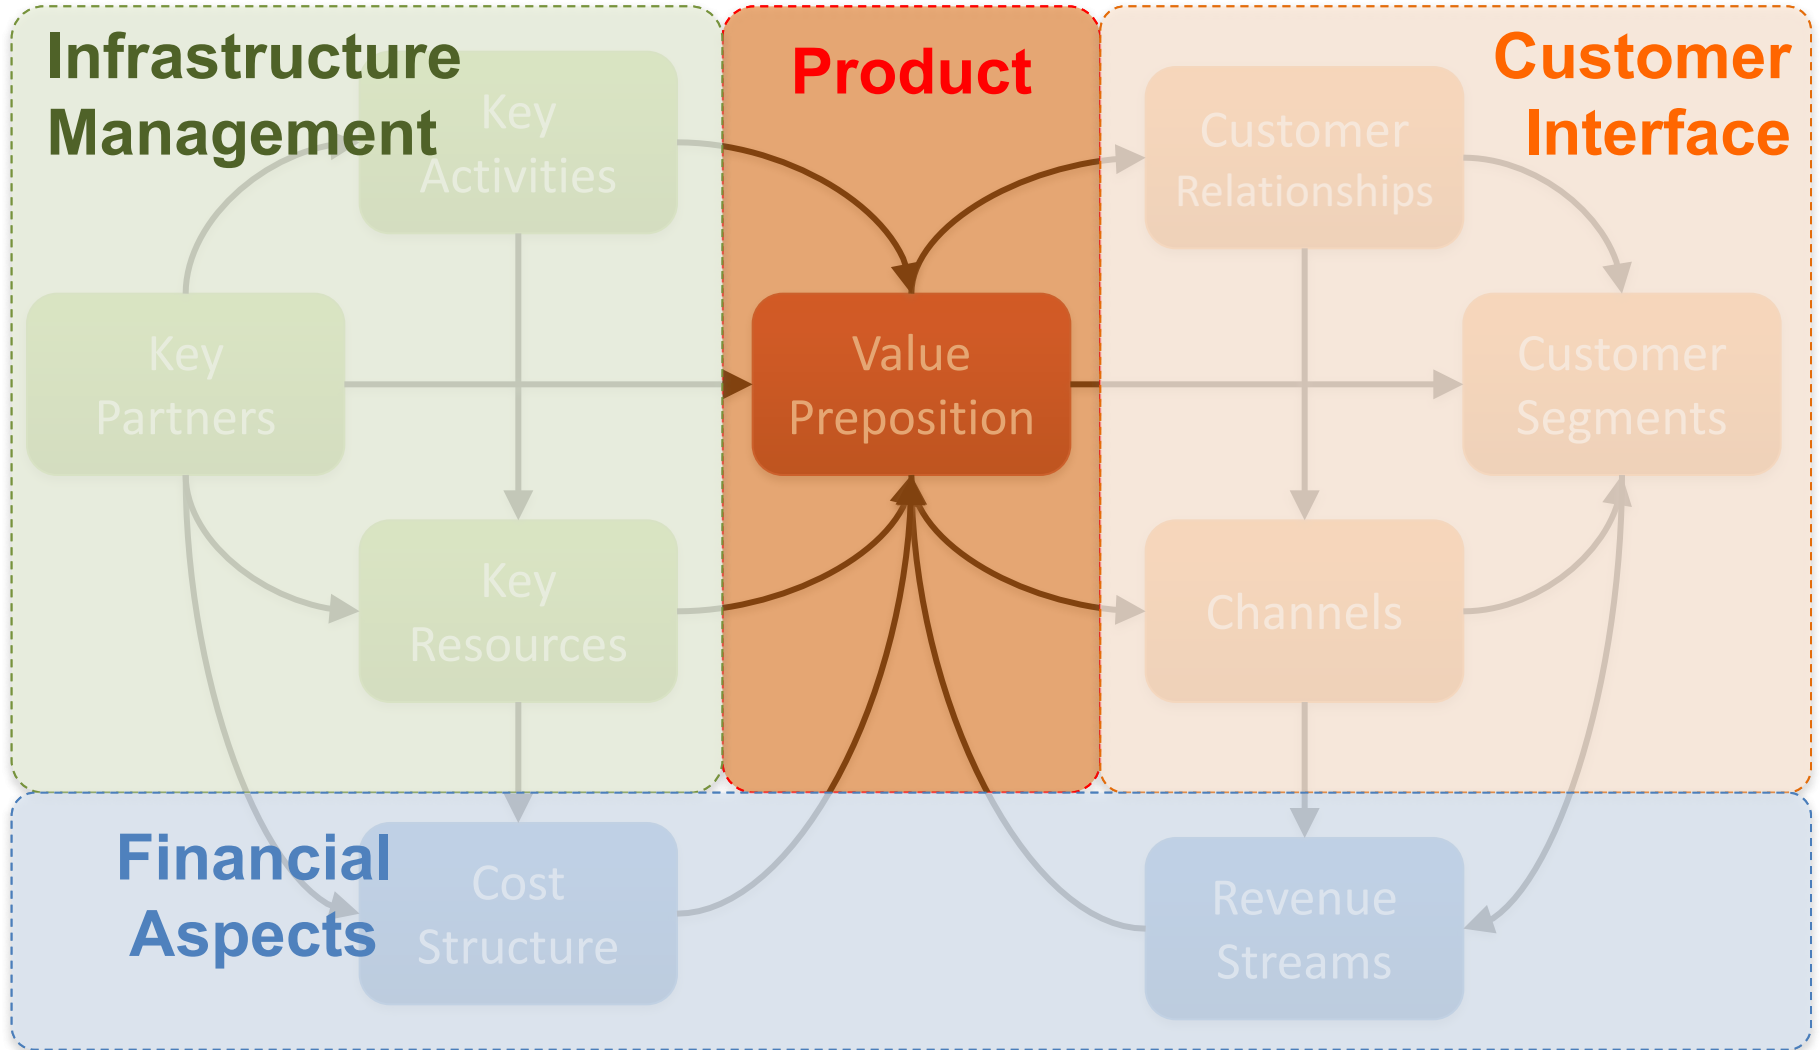 Infrastructure
Management
Product
Customer
Interface
Key
Activities
Customer
Relationships
Key
Partners
Value
Preposition
Customer
Segments
Key
Resources
Channels
Financial
Aspects
Cost
Structure
Revenue
Streams